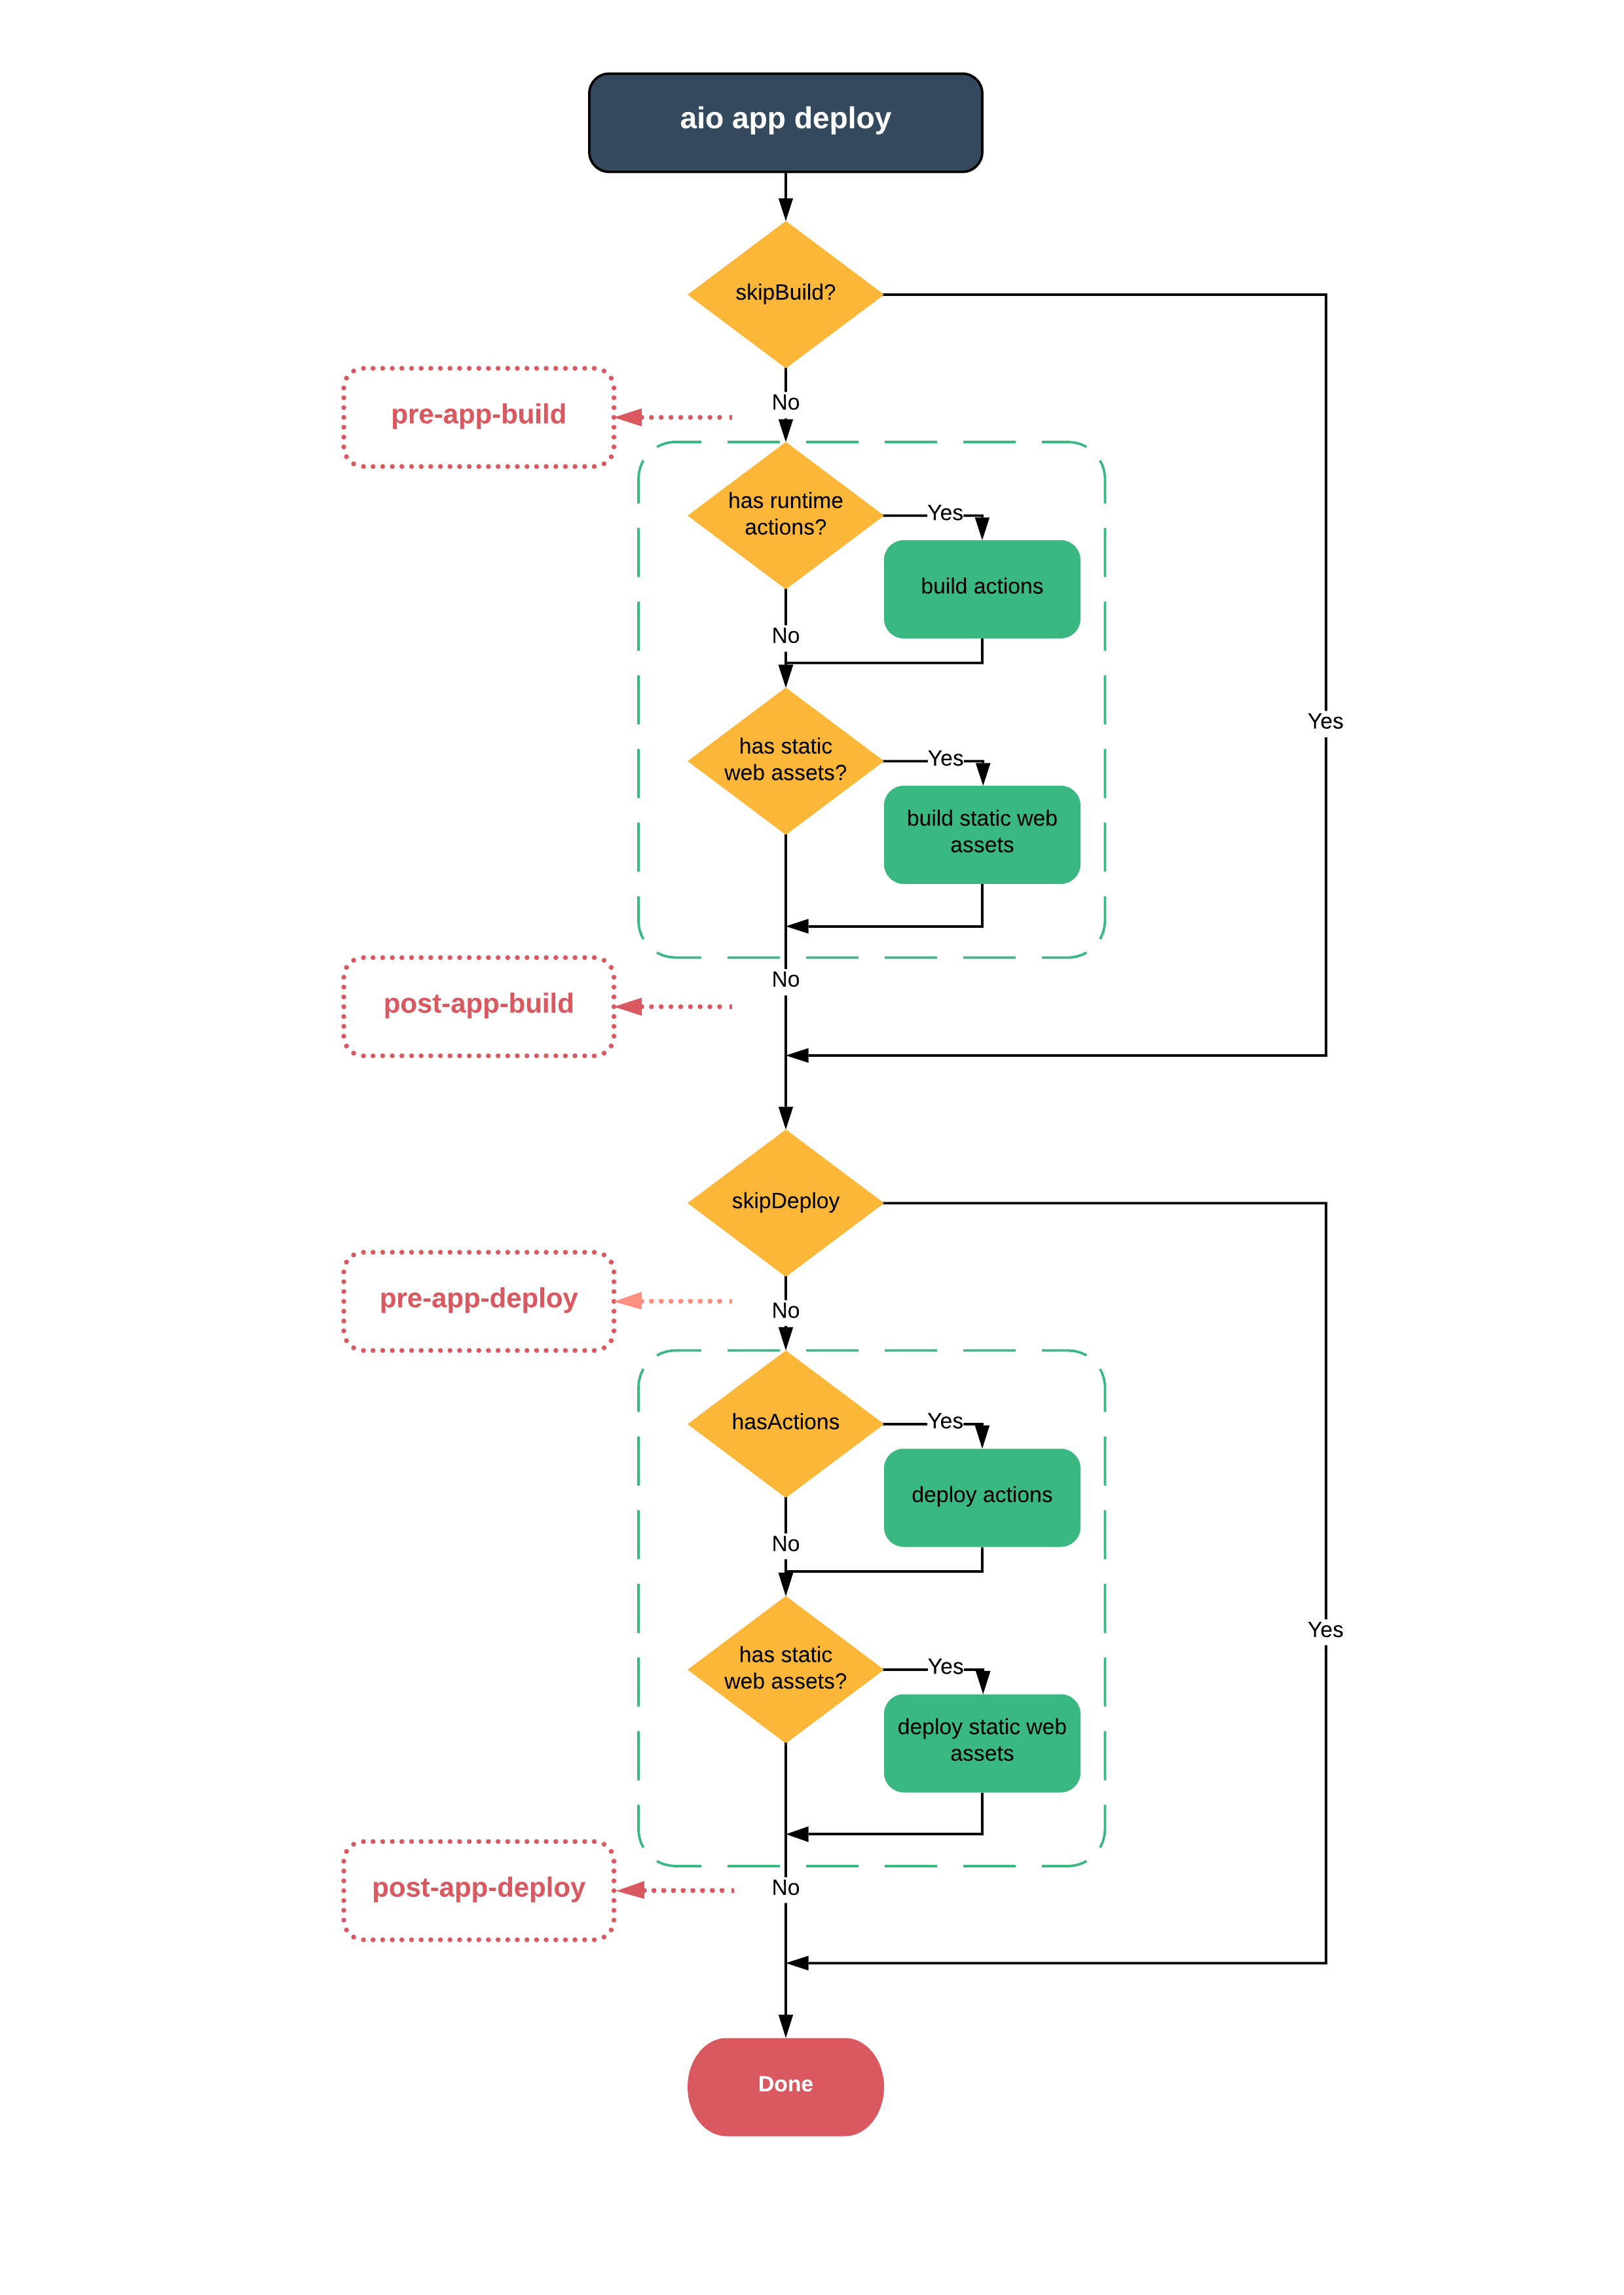 aio app deploy
skipBuild?
No
pre-app-build
has runtime
actions?
Yes
build actions
No
Yes
has static
web assets?
Yes
build static web
assets
No
post-app-build
skipDeploy
pre-app-deploy
No
hasActions
Yes
deploy actions
No
Yes
has static
web assets?
Yes
deploy static web
assets
post-app-deploy
No
Done